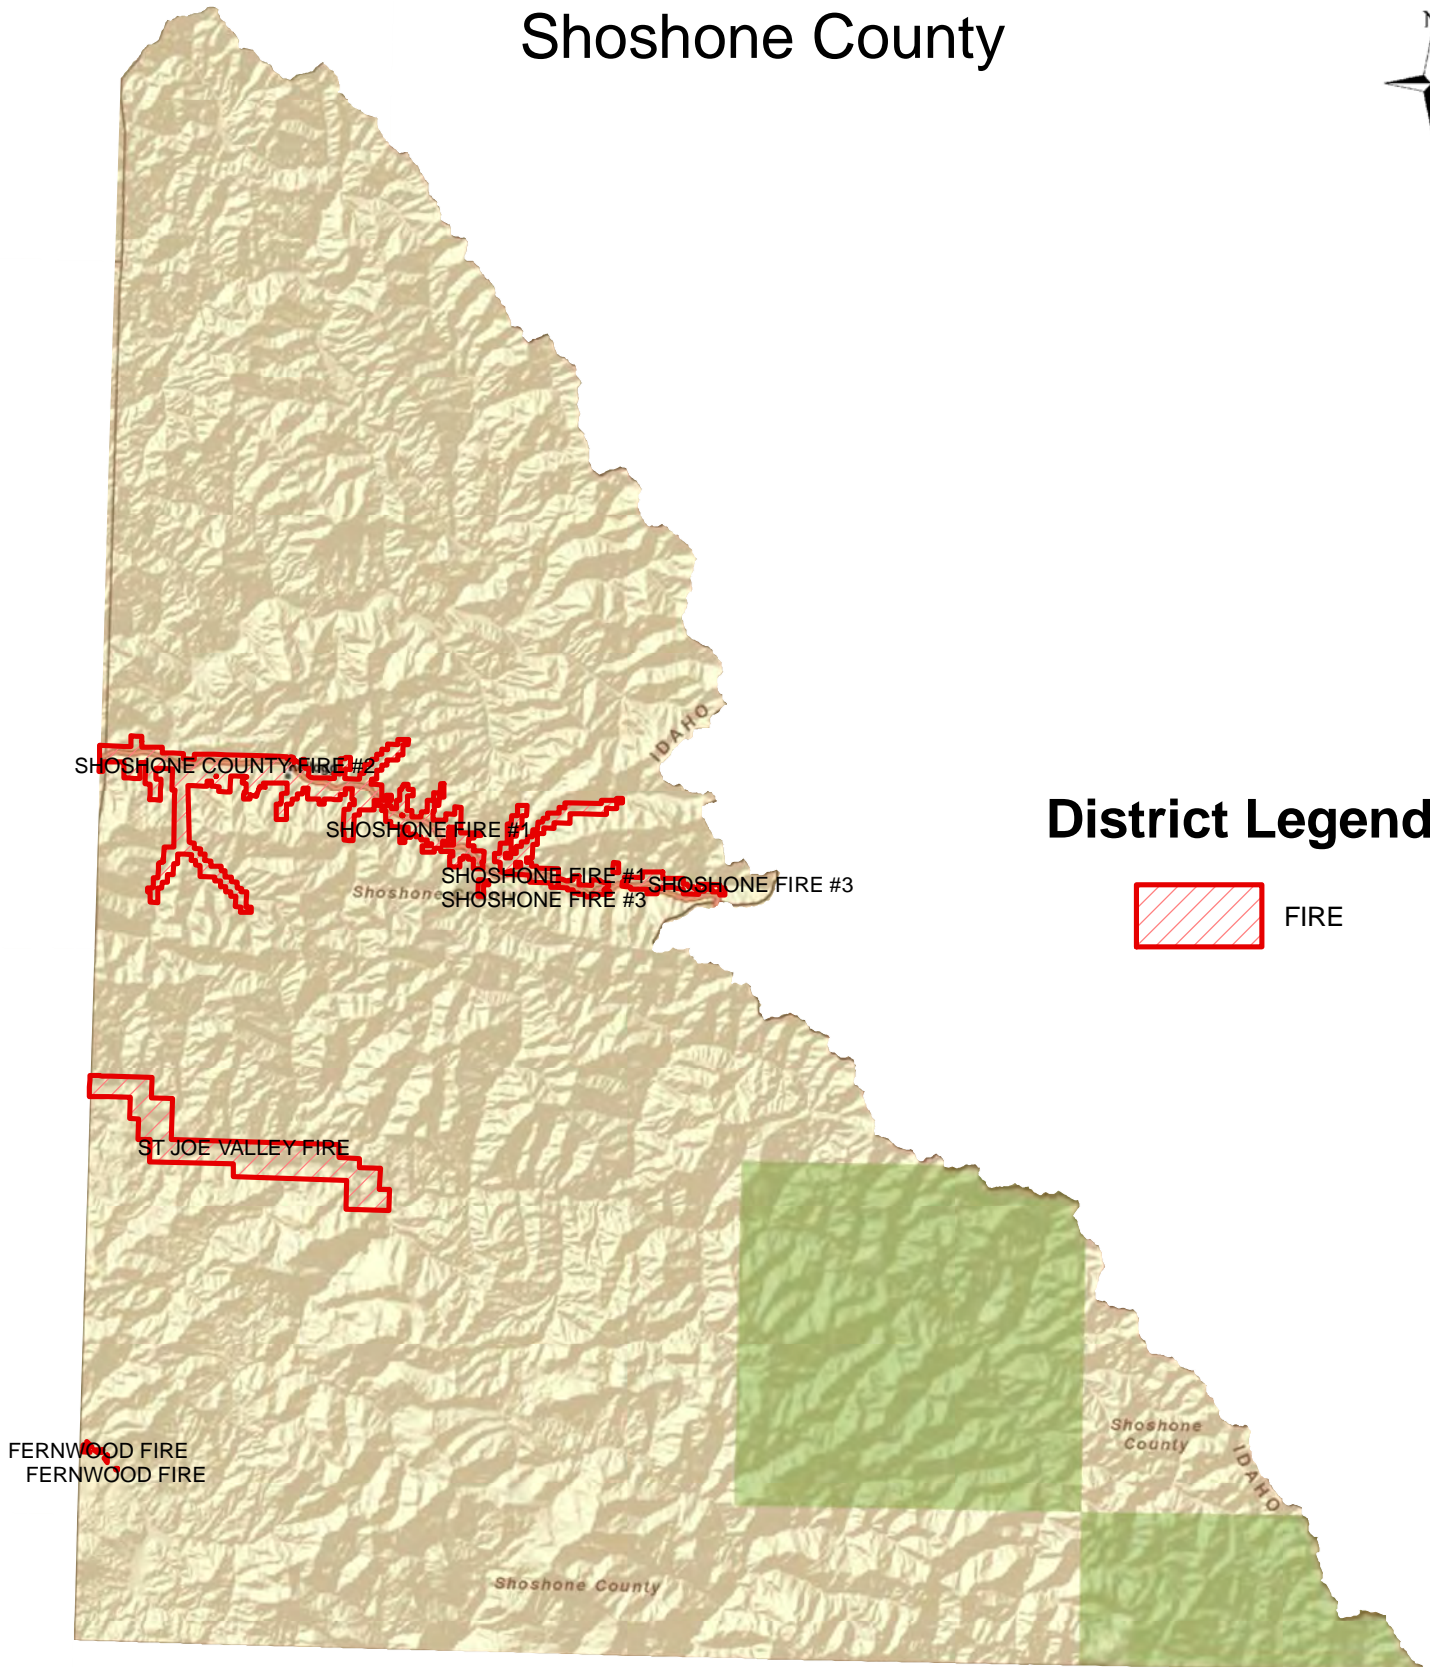 Shoshone County
N
IDAHO
SHOSHONE COUNTY FIRE #2
SHOSHONE FIRE #1
SHOSHONE FIRE #1
SHOSHONE FIRE #3
Shoshone
SHOSHONE FIRE #3
District Legend
FIRE
ST JOE VALLEY FIRE
Shoshone
County
IDAHO
FERNWOOD FIRE
FERNWOOD FIRE
Shoshone County